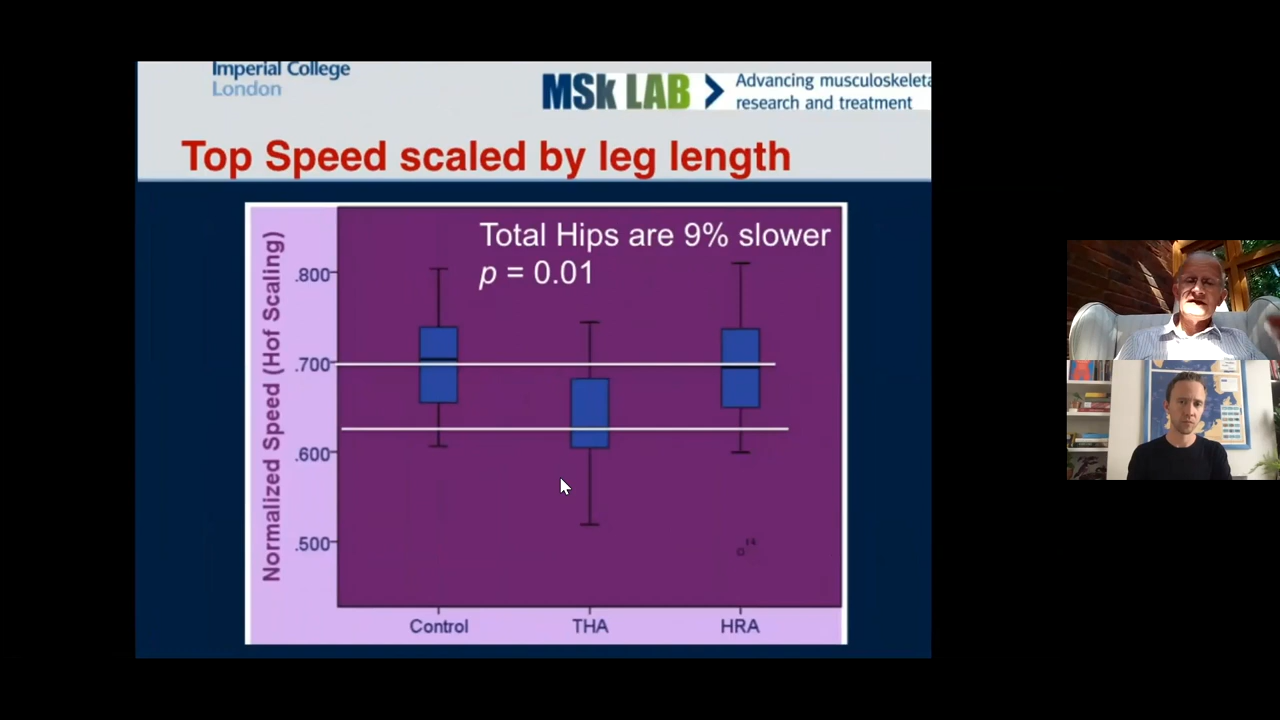 Imperial College
London
MSk LAB
Advancing musculoskeleta
research and treatment
Top Speed scaled by leg length
Total Hips are 9% slower
p = 0.01
Normalized Speed (Hof Scaling)
.800
.700
.600
.500
14
Control
THA
HRA